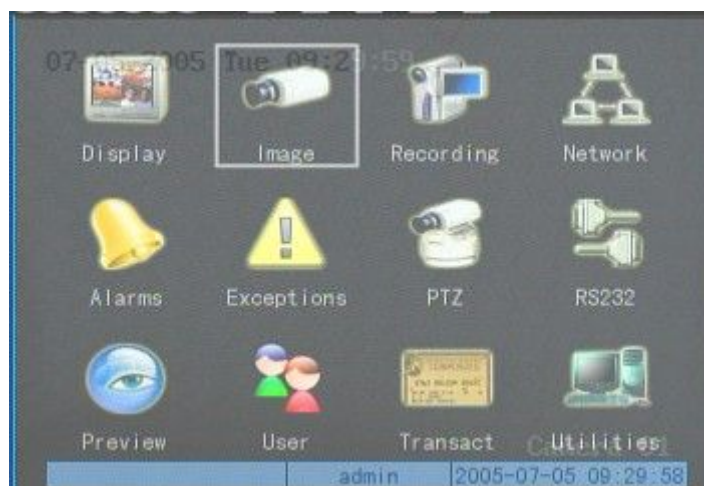 07-05-2005 Tue 09:29:59
Display Image Recording Network
Alarms Exceptions PTZ RS232
Preview User Transact Utilities
admin 2005-07-05 09:29:58